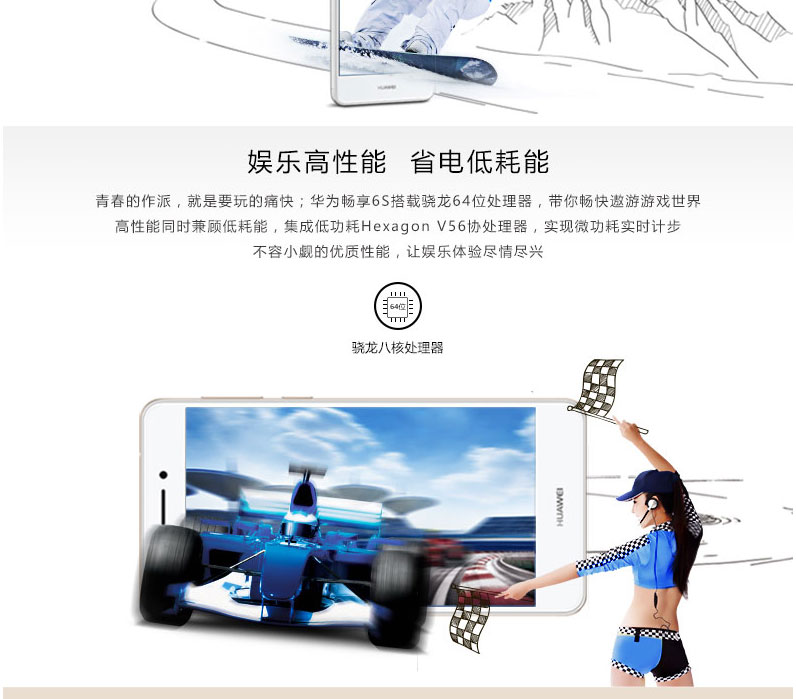 HUAWEI
娱乐高性能 省电低耗能
青春的作派，就是要玩的痛快；华为畅享6S搭载骁龙64位处理器，带你畅快遨游游戏世界
高性能同时兼顾低耗能，集成低功耗Hexagon V56协处理器，实现微功耗实时计步
不容小觑的优质性能，让娱乐体验尽情尽兴
64位
骁龙八核处理器
HUAWEI